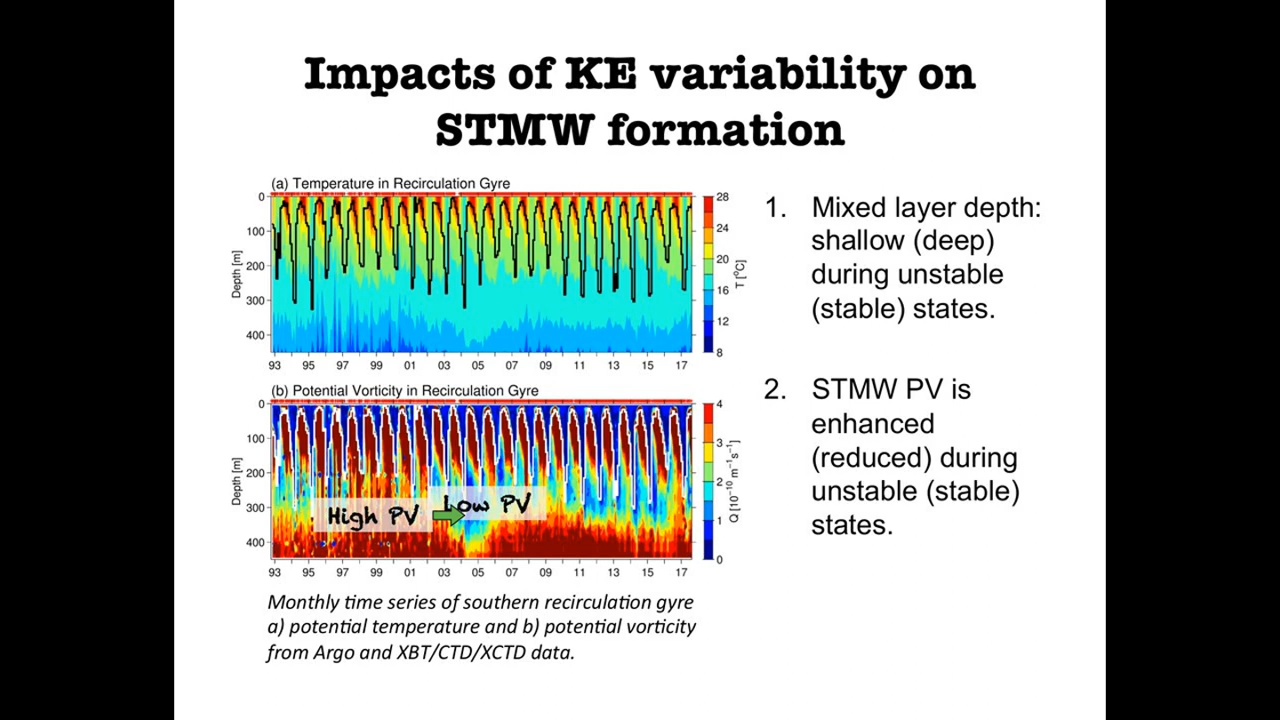 Impacts of KE variability on
STMW formation
(a) Temperature in Recirculation Gyre
0
100
200
300
400
Depth [m]
93 95 97 99 01 03 05 07 09 11 13 15 17
28
24
20
16
12
8
T [°C]
(b) Potential Vorticity in Recirculation Gyre
0
100
200
300
400
Depth [m]
High PV
Low PV
93 95 97 99 01 03 05 07 09 11 13 15 17
4
3
2
1
0
Q [10⁻¹⁰ m⁻¹s⁻¹]
Monthly time series of southern recirculation gyre
a) potential temperature and b) potential vorticity
from Argo and XBT/CTD/XCTD data.
1. Mixed layer depth:
shallow (deep)
during unstable
(stable) states.
2. STMW PV is
enhanced
(reduced) during
unstable (stable)
states.